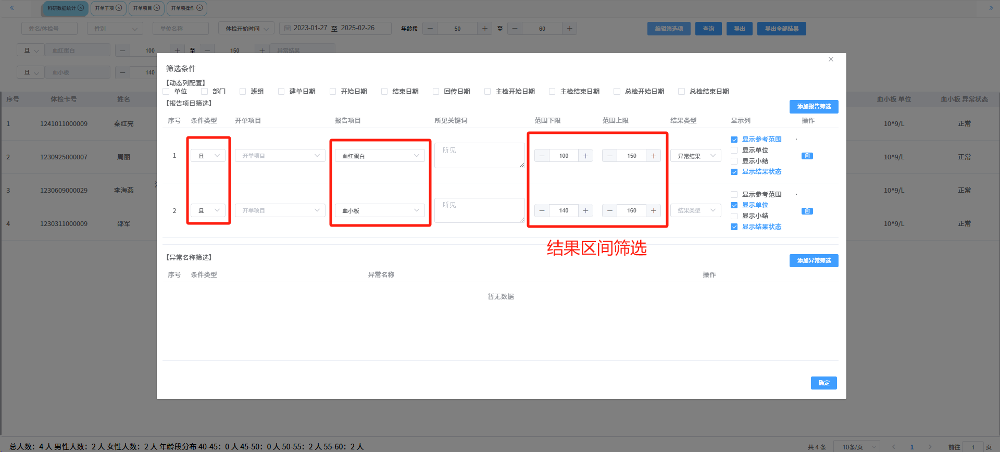 科研数据统计 开单子项 开单项目 开单项操作
姓名/体检号 性别 单位名称 体检开始时间 2023-01-27 至 2025-02-26 年龄段 50 至 60 编辑筛选项 查询 导出 导出全部结果
且 血红蛋白 100 至 150 异常结果
且 血小板 140
筛选条件
【动态列配置】
单位 部门 班组 建单日期 开始日期 结束日期 回传日期 主检开始日期 主检结束日期 总检开始日期 总检结束日期
【报告项目筛选】
添加报告筛选
序号 条件类型 开单项目 报告项目 所见关键词 范围下限 范围上限 结果类型 显示列 操作
1 且 开单项目 血红蛋白 所见 100 150 异常结果
显示参考范围
显示单位
显示小结
显示结果状态
2 且 开单项目 血小板 所见 140 160 结果类型
显示参考范围
显示单位
显示小结
显示结果状态
结果区间筛选
【异常名称筛选】
添加异常筛选
序号 条件类型 异常名称 操作
暂无数据
确定
序号 体检卡号 姓名 血小板 单位 血小板 异常状态
1 1241011000009 秦红亮 10^9/L 正常
2 1230925000007 周丽 10^9/L 正常
3 1230609000029 李海燕 10^9/L 正常
4 1230311000009 邵军 10^9/L 正常
总人数：4 人 男性人数：2 人 女性人数：2 人 年龄段分布 40-45：0 人 45-50：0 人 50-55：2 人 55-60：2 人
共 4 条 10条/页 1 前往 1 页